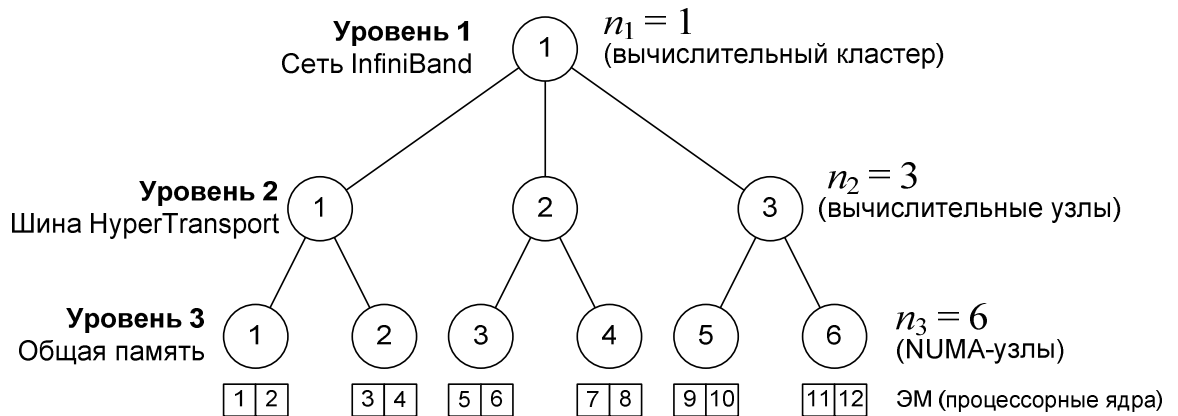 Уровень 1
Сеть InfiniBand
1
n1 = 1
(вычислительный кластер)
Уровень 2
Шина HyperTransport
1
2
3
n2 = 3
(вычислительные узлы)
Уровень 3
Общая память
1
2
3
4
5
6
n3 = 6
(NUMA-узлы)
1 2 3 4 5 6 7 8 9 10 11 12 ЭМ (процессорные ядра)